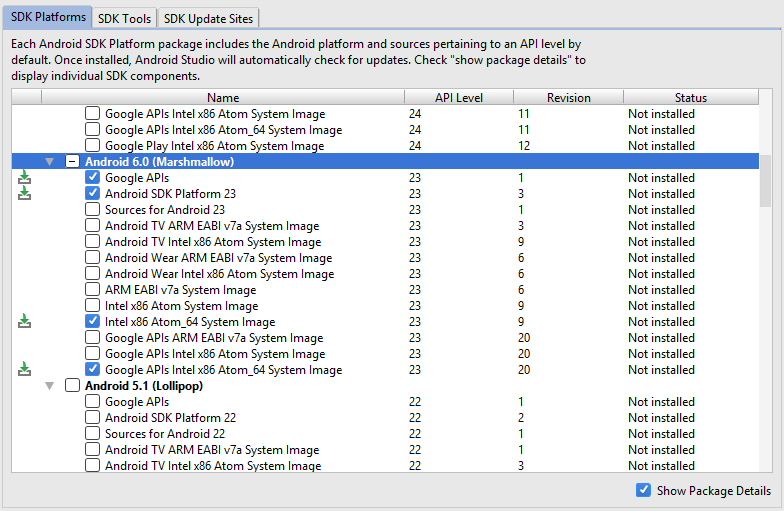 SDK Platforms SDK Tools SDK Update Sites
Each Android SDK Platform package includes the Android platform and sources pertaining to an API level by
default. Once installed, Android Studio will automatically check for updates. Check "show package details" to
display individual SDK components.
Name API Level Revision Status
Google APIs Intel x86 Atom System Image 24 11 Not installed
Google APIs Intel x86 Atom_64 System Image 24 11 Not installed
Google Play Intel x86 Atom System Image 24 12 Not installed
Android 6.0 (Marshmallow)
Google APIs 23 1 Not installed
Android SDK Platform 23 23 3 Not installed
Sources for Android 23 23 1 Not installed
Android TV ARM EABI v7a System Image 23 3 Not installed
Android TV Intel x86 Atom System Image 23 9 Not installed
Android Wear ARM EABI v7a System Image 23 6 Not installed
Android Wear Intel x86 Atom System Image 23 6 Not installed
ARM EABI v7a System Image 23 6 Not installed
Intel x86 Atom System Image 23 9 Not installed
Intel x86 Atom_64 System Image 23 9 Not installed
Google APIs ARM EABI v7a System Image 23 20 Not installed
Google APIs Intel x86 Atom System Image 23 20 Not installed
Google APIs Intel x86 Atom_64 System Image 23 20 Not installed
Android 5.1 (Lollipop)
Google APIs 22 1 Not installed
Android SDK Platform 22 22 2 Not installed
Sources for Android 22 22 1 Not installed
Android TV ARM EABI v7a System Image 22 1 Not installed
Android TV Intel x86 Atom System Image 22 3 Not installed
Show Package Details